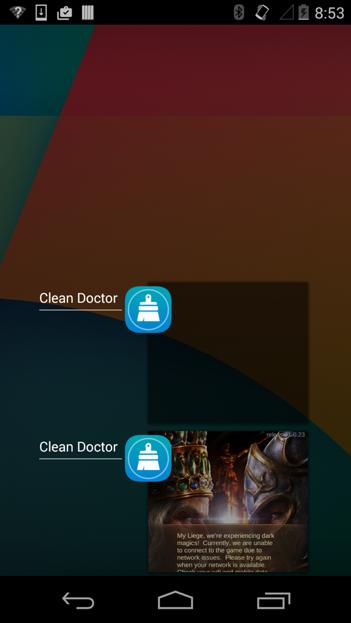 8:53
Clean Doctor
Clean Doctor
My Liege, we're experiencing dark
magics! Currently, we are unable
to connect to the game due to
network issues. Please try again
when your network is available.